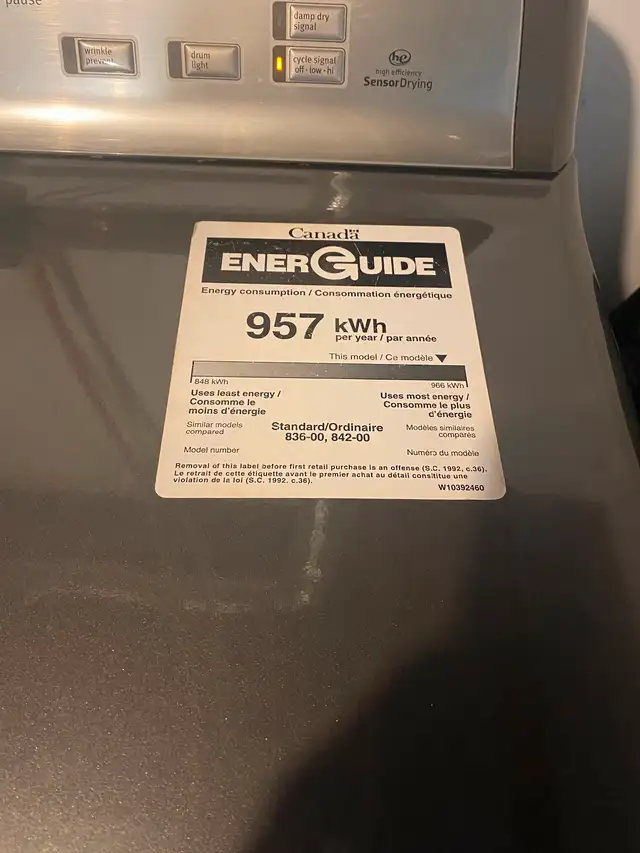 pause
damp dry
signal
wrinkle
prevent
drum
light
cycle signal
off • low • hi
he
high efficiency
SensorDrying
Canada
ENERGUIDE
Energy consumption / Consommation énergétique
957 kWh
per year / par année
This model / Ce modèle
848 kWh
966 kWh
Uses least energy /
Consomme le
moins d'énergie
Uses most energy /
Consomme le plus
d'énergie
Similar models
compared
Standard/Ordinaire
836-00, 842-00
Modèles similaires
comparés
Model number
Numéro du modèle
Removal of this label before first retail purchase is an offense (S.C. 1992, c.36).
Le retrait de cette étiquette avant le premier achat au détail constitue une
violation de la loi (S.C. 1992. c.36).
W10392460